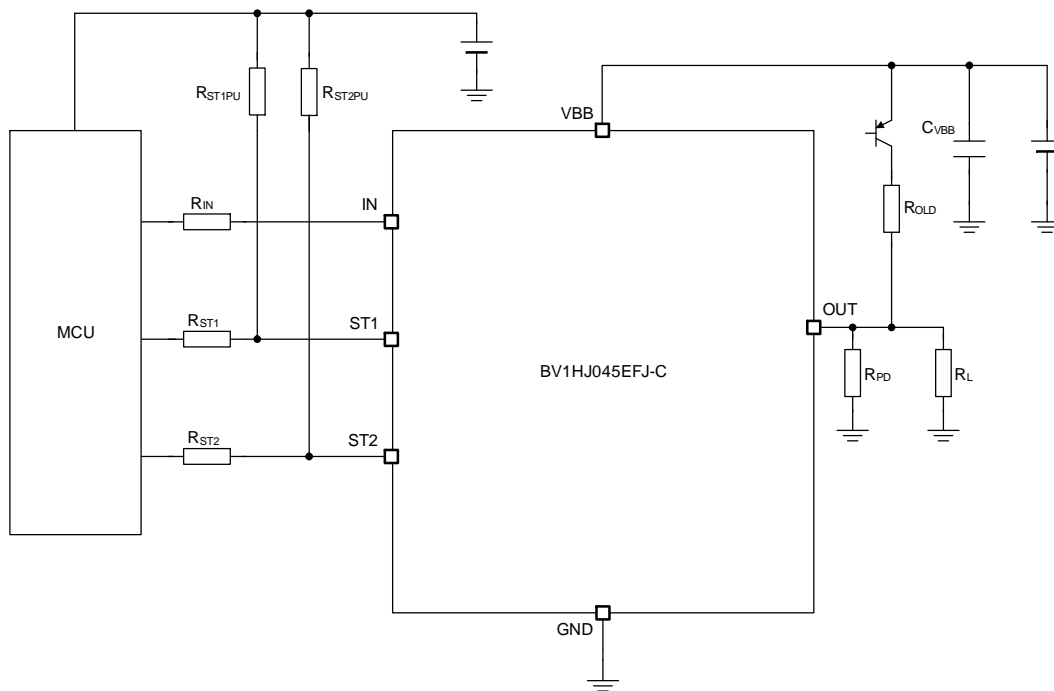 RST1PU
RST2PU
VBB
CVBB
RIN
IN
ROLD
OUT
MCU
RST1
ST1
BV1HJ045EFJ-C
RPD
RL
RST2
ST2
GND